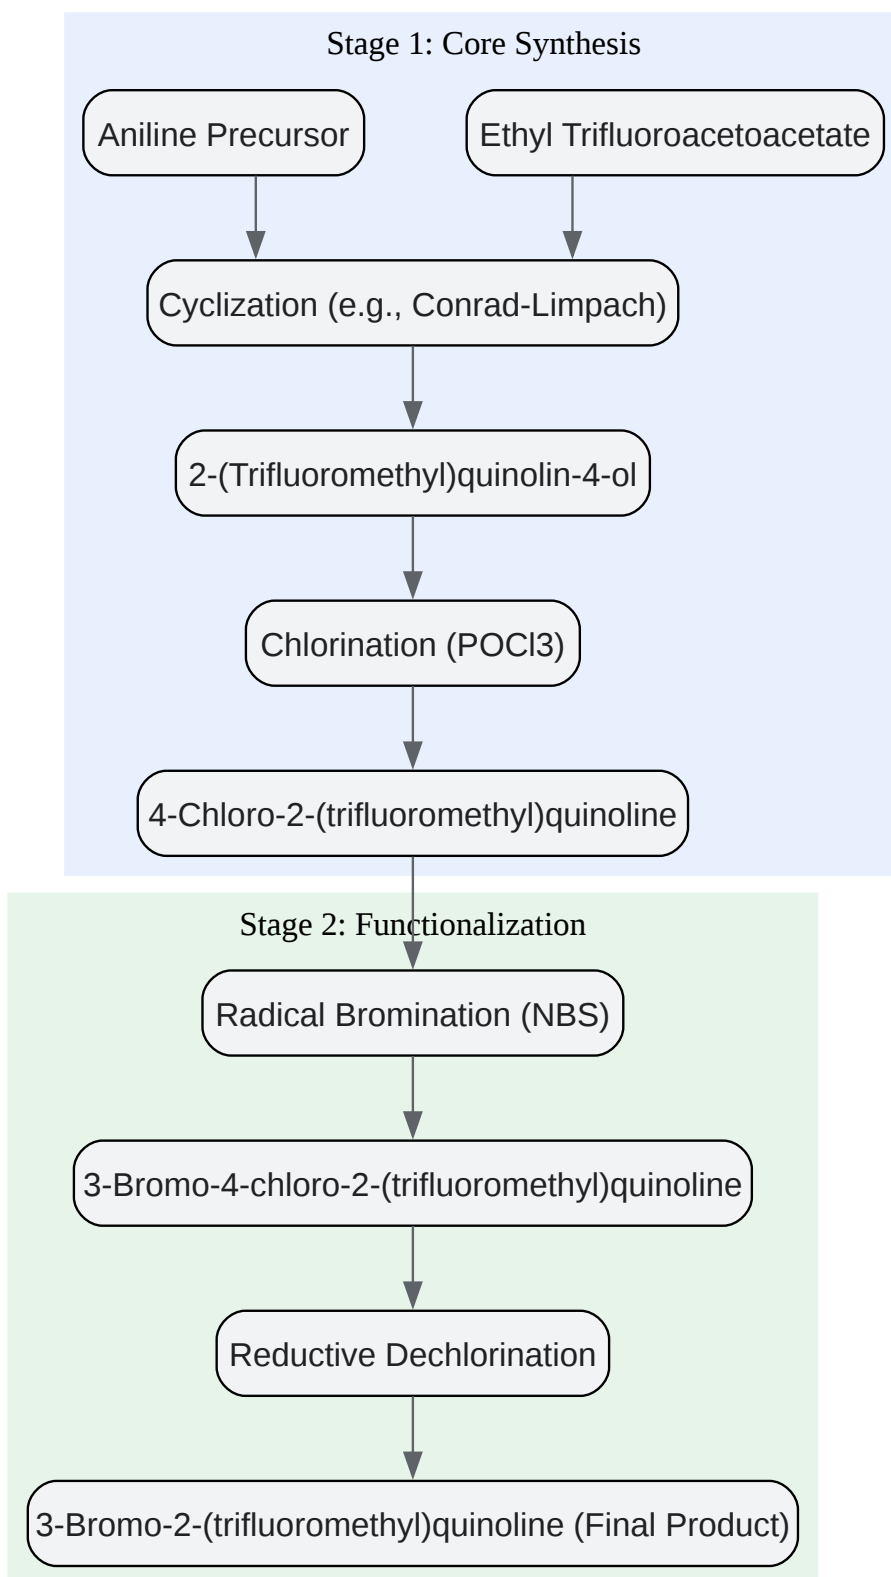 Stage 1: Core Synthesis
Aniline Precursor
Ethyl Trifluoroacetoacetate
Cyclization (e.g., Conrad-Limpach)
2-(Trifluoromethyl)quinolin-4-ol
Chlorination (POCl3)
4-Chloro-2-(trifluoromethyl)quinoline
Stage 2: Functionalization
Radical Bromination (NBS)
3-Bromo-4-chloro-2-(trifluoromethyl)quinoline
Reductive Dechlorination
3-Bromo-2-(trifluoromethyl)quinoline (Final Product)